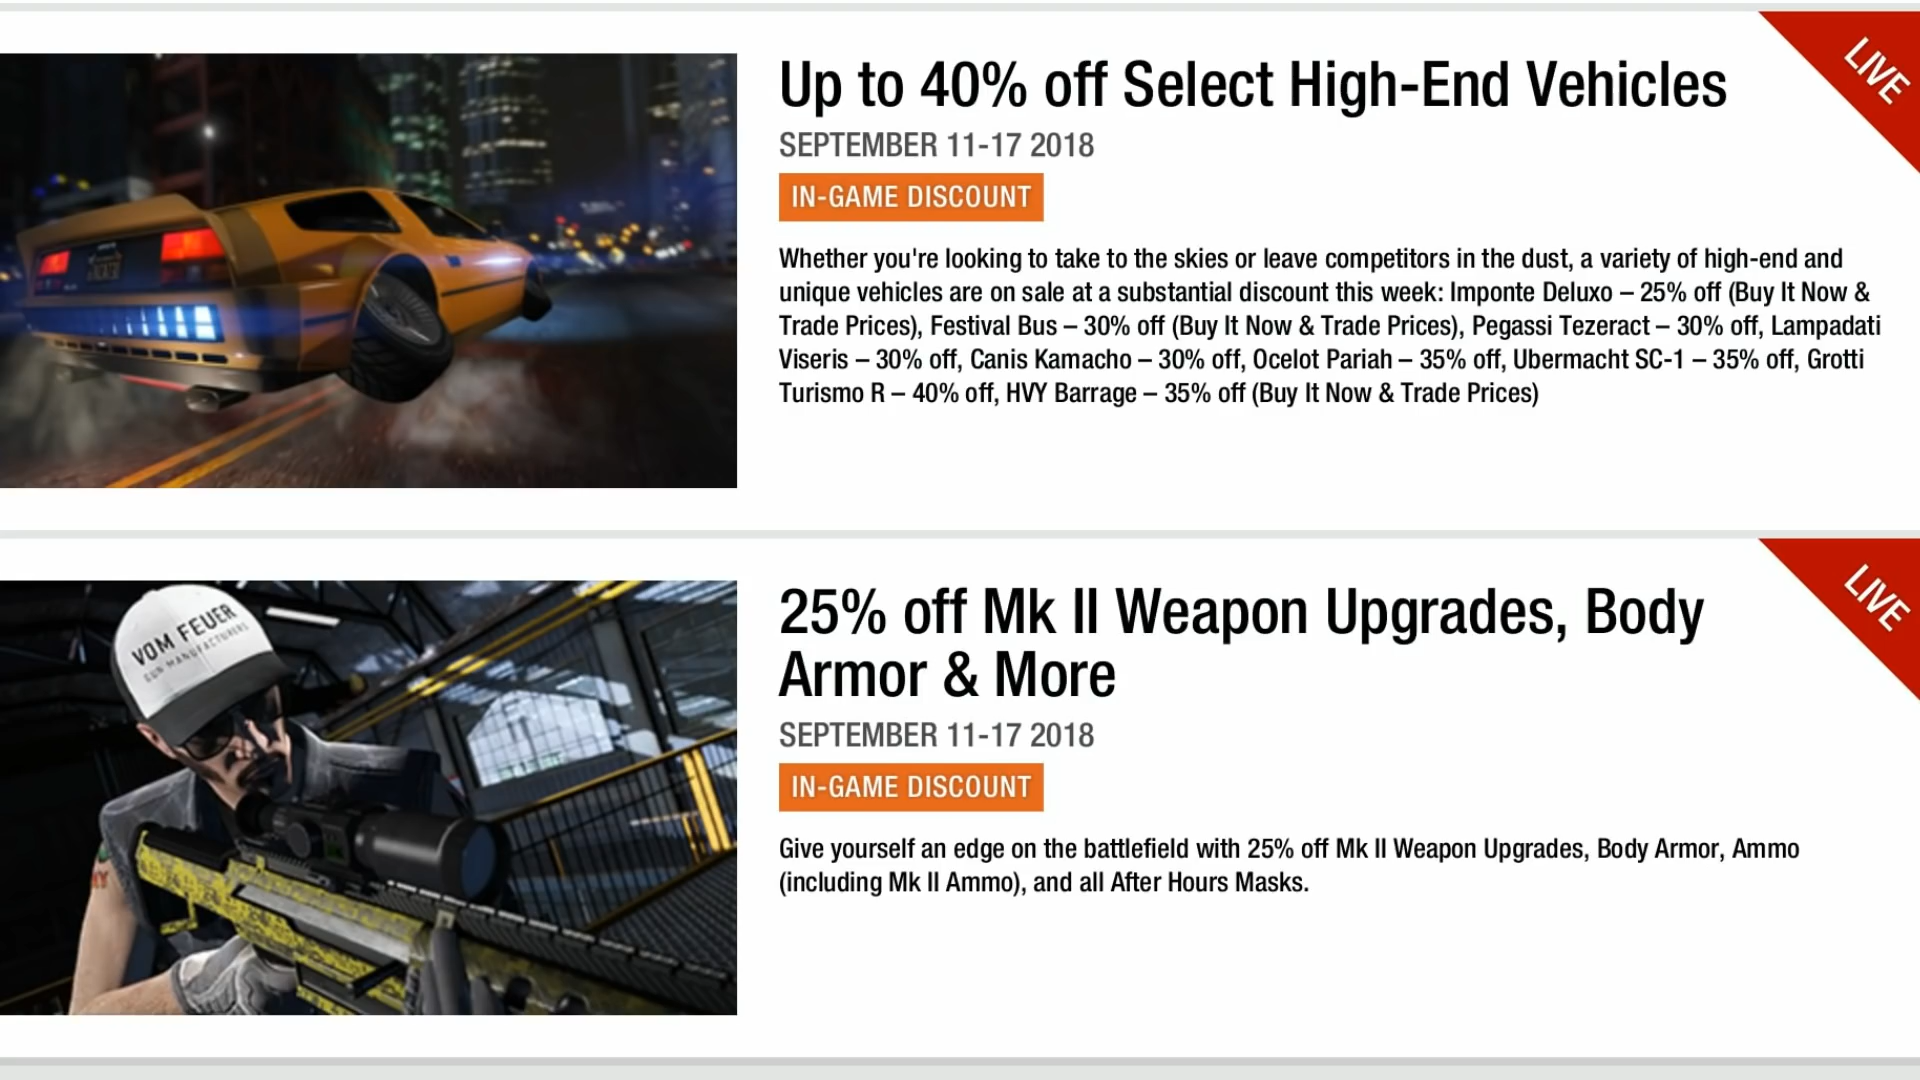 LIVE
Up to 40% off Select High-End Vehicles
SEPTEMBER 11-17 2018
IN-GAME DISCOUNT
Whether you're looking to take to the skies or leave competitors in the dust, a variety of high-end and
unique vehicles are on sale at a substantial discount this week: Imponte Deluxo – 25% off (Buy It Now &
Trade Prices), Festival Bus – 30% off (Buy It Now & Trade Prices), Pegassi Tezeract – 30% off, Lampadati
Viseris – 30% off, Canis Kamacho – 30% off, Ocelot Pariah – 35% off, Ubermacht SC-1 – 35% off, Grotti
Turismo R – 40% off, HVY Barrage – 35% off (Buy It Now & Trade Prices)
LIVE
VOM FEUER
GUN MANUFACTURERS
25% off Mk II Weapon Upgrades, Body
Armor & More
SEPTEMBER 11-17 2018
IN-GAME DISCOUNT
Give yourself an edge on the battlefield with 25% off Mk II Weapon Upgrades, Body Armor, Ammo
(including Mk II Ammo), and all After Hours Masks.